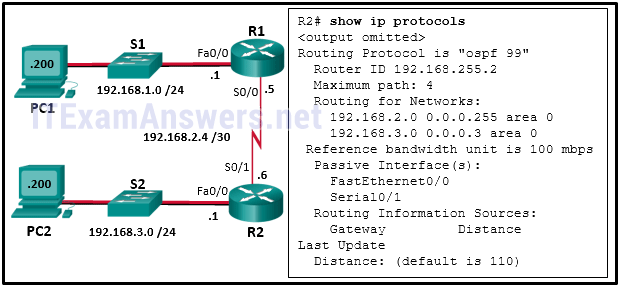 S1
Fa0/0
R1
.200
.1
.5
PC1
192.168.1.0 /24
S0/0
ITExamAnswers.net
192.168.2.4 /30
S0/1
.6
S2
Fa0/0
.200
.1
PC2
192.168.3.0 /24
R2
R2# show ip protocols
<output omitted>
Routing Protocol is "ospf 99"
Router ID 192.168.255.2
Maximum path: 4
Routing for Networks:
192.168.2.0 0.0.0.255 area 0
192.168.3.0 0.0.0.3 area 0
Reference bandwidth unit is 100 mbps
Passive Interface(s):
FastEthernet0/0
Serial0/1
Routing Information Sources:
Gateway Distance
Last Update
Distance: (default is 110)